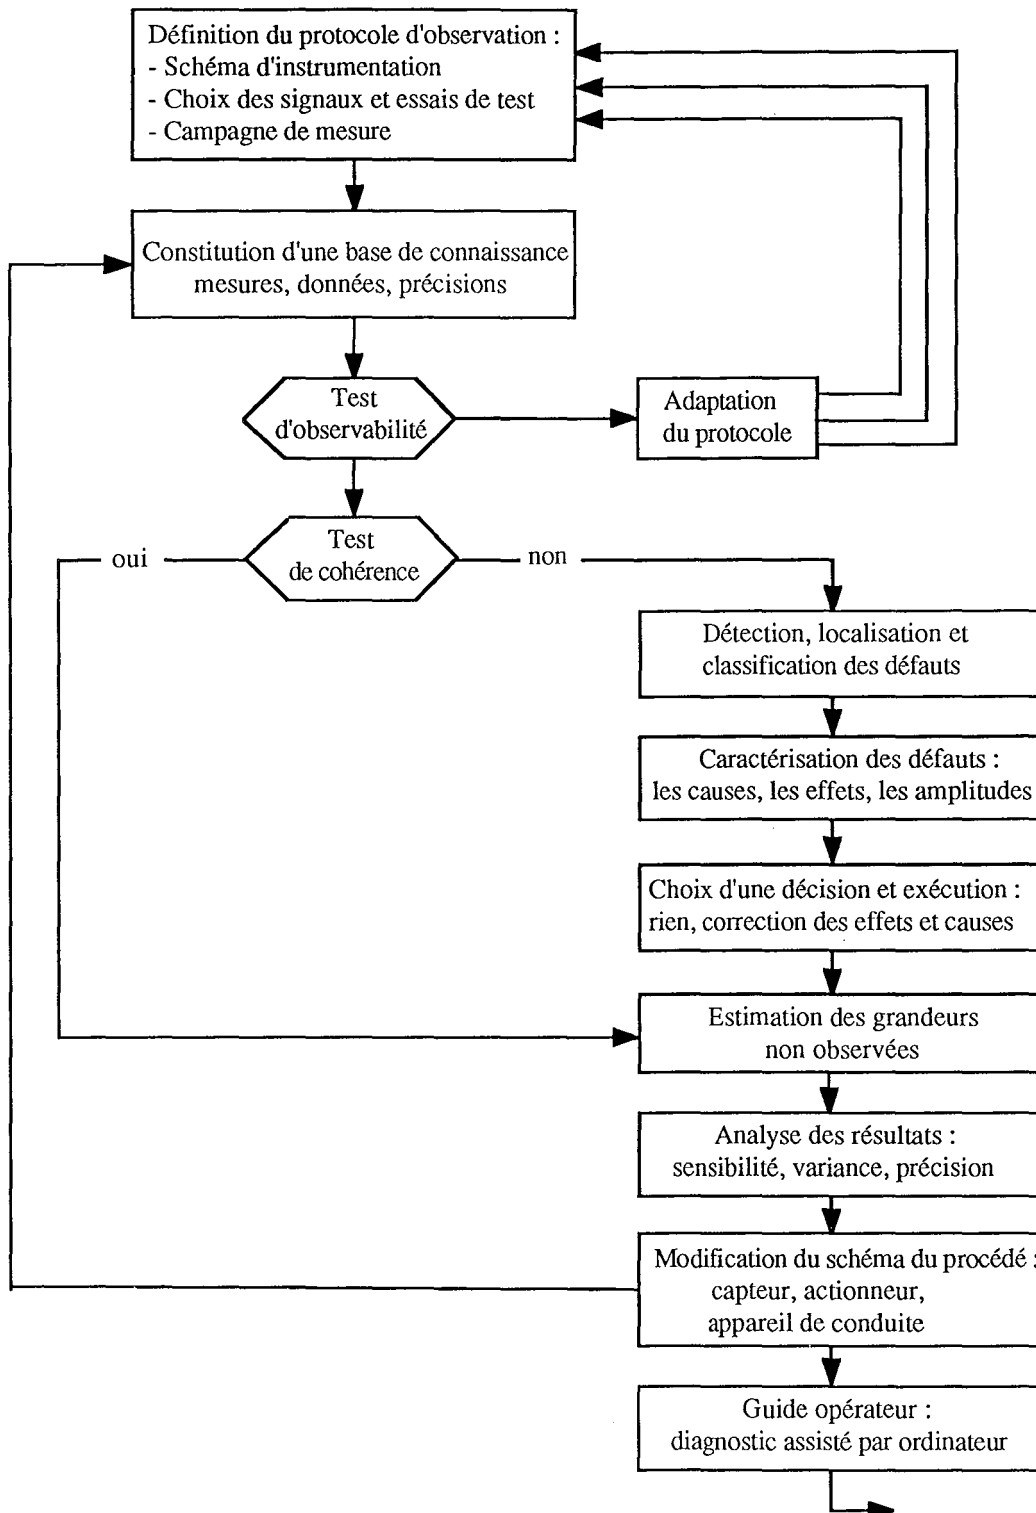 Définition du protocole d'observation :
- Schéma d'instrumentation
- Choix des signaux et essais de test
- Campagne de mesure
Constitution d'une base de connaissance
mesures, données, précisions
Test
d'observabilité
Adaptation
du protocole
Test
de cohérence
oui
non
Détection, localisation et
classification des défauts
Caractérisation des défauts :
les causes, les effets, les amplitudes
Choix d'une décision et exécution :
rien, correction des effets et causes
Estimation des grandeurs
non observées
Analyse des résultats :
sensibilité, variance, précision
Modification du schéma du procédé :
capteur, actionneur,
appareil de conduite
Guide opérateur :
diagnostic assisté par ordinateur